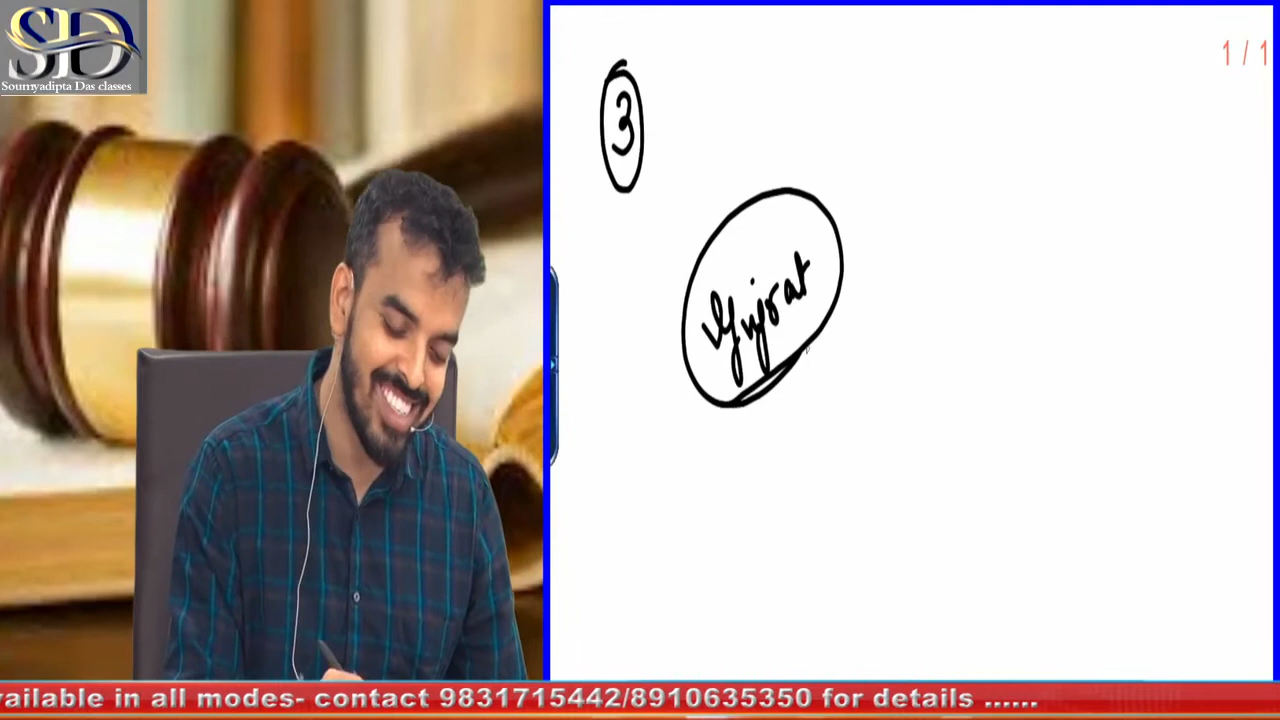 SD
Soumyadipta Das classes
1 / 1
3
Gujrat
vailable in all modes- contact 9831715442/8910635350 for details ......